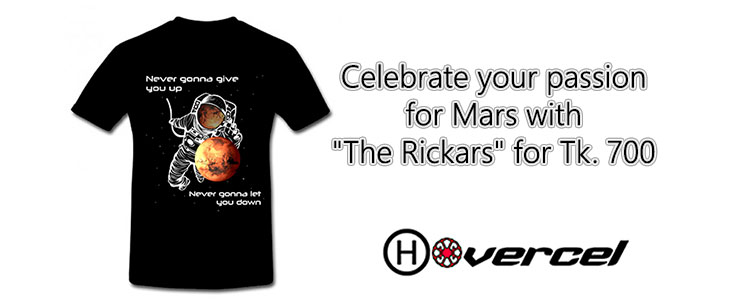 Never gonna give
you up
Never gonna let
you down
Celebrate your passion
for Mars with
"The Rickars" for Tk. 700
Hovercel